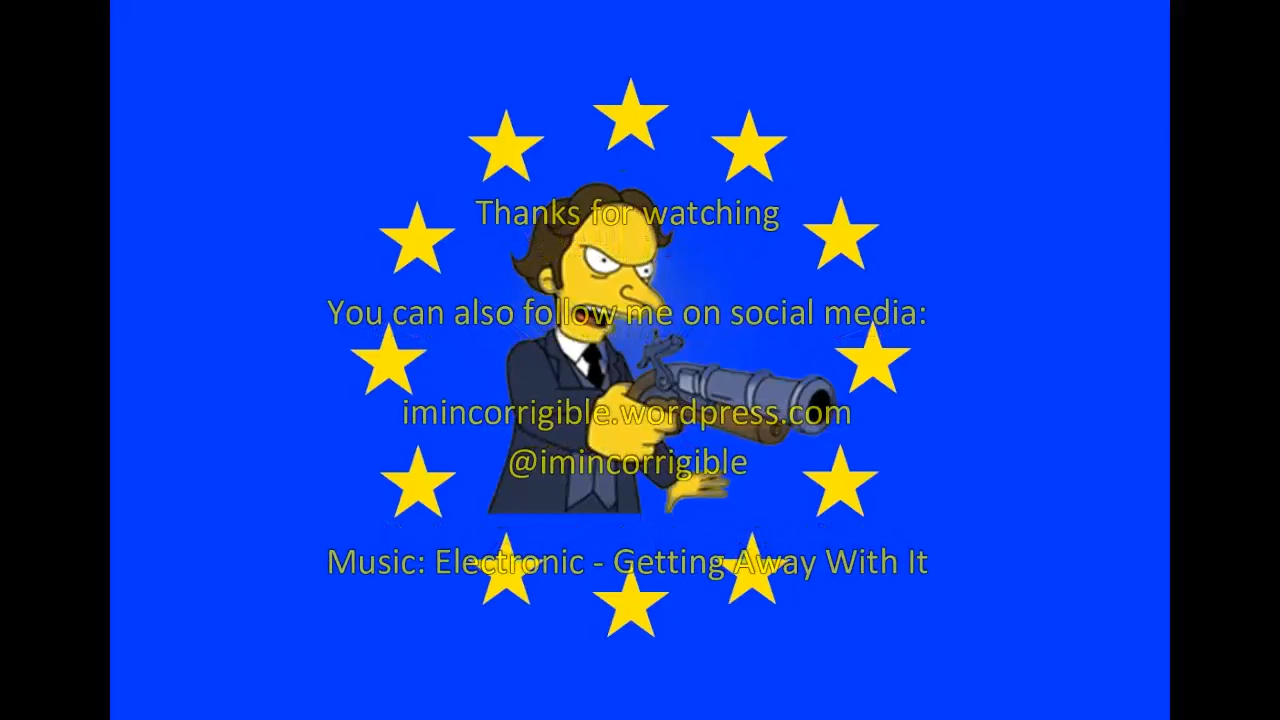 Thanks for watching
You can also follow me on social media:
imincorrigible.wordpress.com
@imincorrigible
Music: Electronic - Getting Away With It